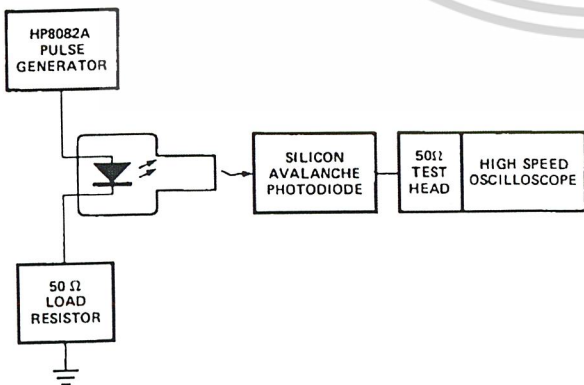 HP8082A
PULSE
GENERATOR
SILICON
AVALANCHE
PHOTODIODE
50Ω
TEST
HEAD
HIGH SPEED
OSCILLOSCOPE
50 Ω
LOAD
RESISTOR